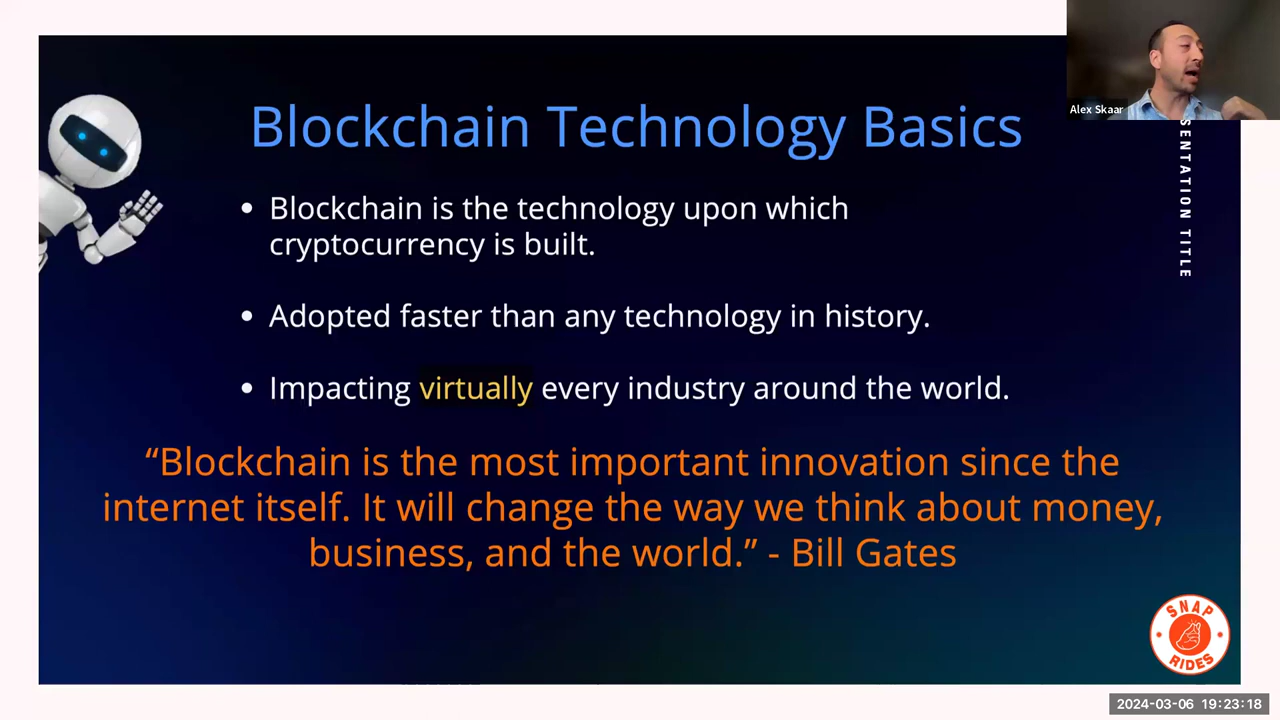 Blockchain Technology Basics
Alex Skaar
SENTATION TITLE
• Blockchain is the technology upon which
cryptocurrency is built.
• Adopted faster than any technology in history.
• Impacting virtually every industry around the world.
“Blockchain is the most important innovation since the
internet itself. It will change the way we think about money,
business, and the world.” - Bill Gates
SNAP
RIDES
2024-03-06 19:23:18